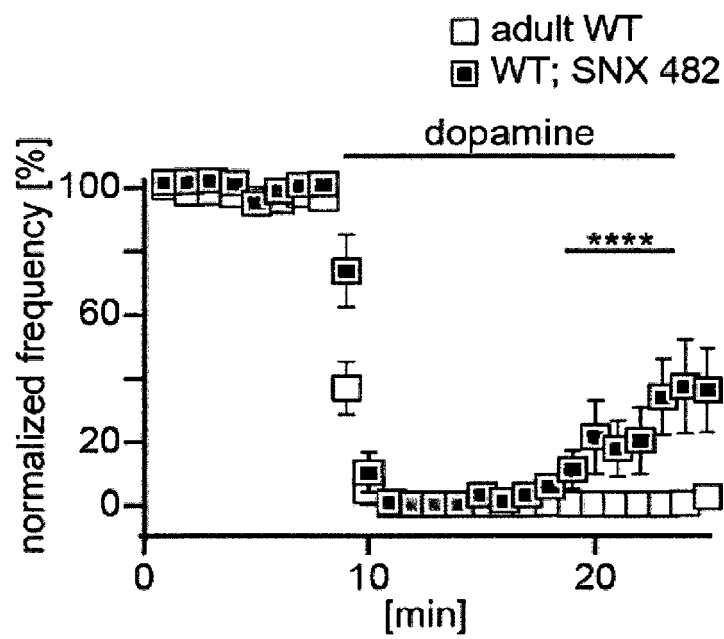 adult WT
WT; SNX 482
dopamine
****
normalized frequency [%]
100
60
20
0
0
10
20
[min]